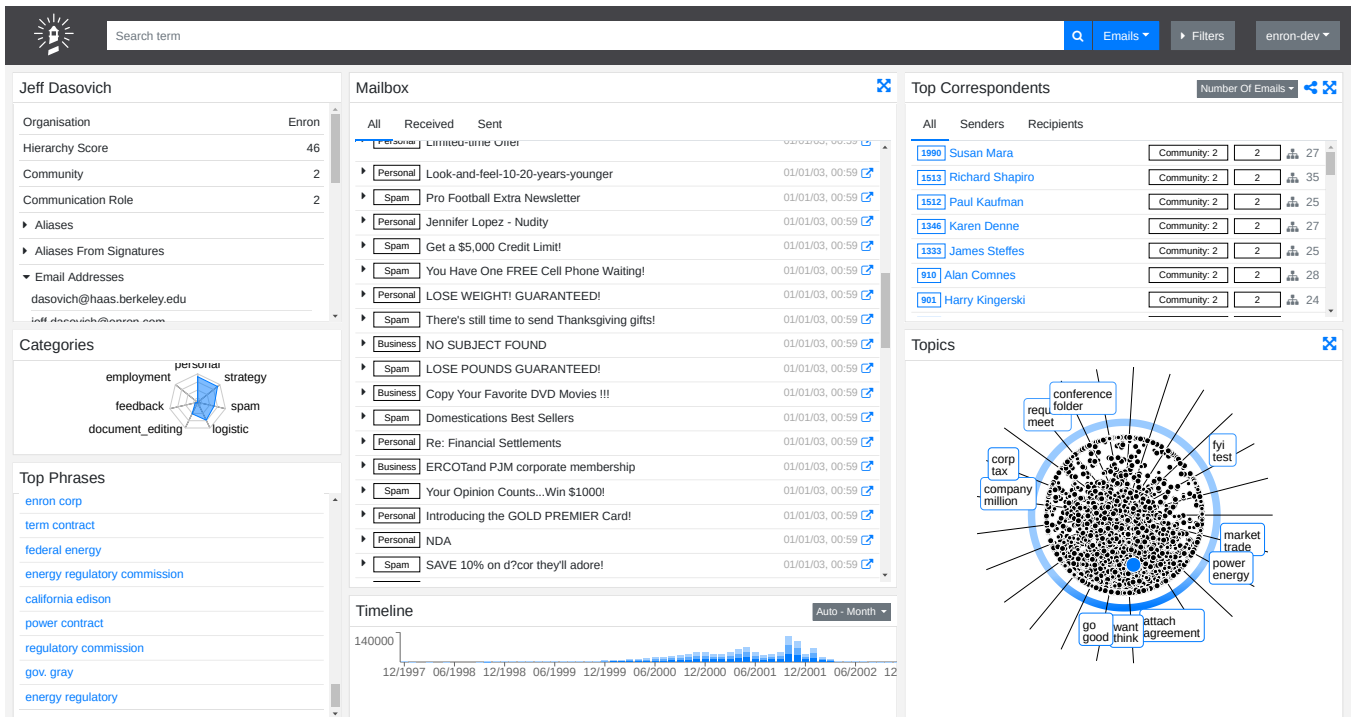 Search term
Emails
Filters
enron-dev
Jeff Dasovich
Organisation Enron
Hierarchy Score 46
Community 2
Communication Role 2
Aliases
Aliases From Signatures
Email Addresses
dasovich@haas.berkeley.edu
jeff.dasovich@enron.com
Categories
personal
employment
strategy
feedback
spam
document_editing
logistic
Top Phrases
enron corp
term contract
federal energy
energy regulatory commission
california edison
power contract
regulatory commission
gov. gray
energy regulatory
Mailbox
All Received Sent
Personal Limited-time Offer 01/01/03, 00:59
Personal Look-and-feel-10-20-years-younger 01/01/03, 00:59
Spam Pro Football Extra Newsletter 01/01/03, 00:59
Personal Jennifer Lopez - Nudity 01/01/03, 00:59
Spam Get a $5,000 Credit Limit! 01/01/03, 00:59
Spam You Have One FREE Cell Phone Waiting! 01/01/03, 00:59
Personal LOSE WEIGHT! GUARANTEED! 01/01/03, 00:59
Spam There's still time to send Thanksgiving gifts! 01/01/03, 00:59
Business NO SUBJECT FOUND 01/01/03, 00:59
Spam LOSE POUNDS GUARANTEED! 01/01/03, 00:59
Business Copy Your Favorite DVD Movies !!! 01/01/03, 00:59
Spam Domestications Best Sellers 01/01/03, 00:59
Personal Re: Financial Settlements 01/01/03, 00:59
Business ERCOTand PJM corporate membership 01/01/03, 00:59
Spam Your Opinion Counts...Win $1000! 01/01/03, 00:59
Personal Introducing the GOLD PREMIER Card! 01/01/03, 00:59
Personal NDA 01/01/03, 00:59
Spam SAVE 10% on d?cor they'll adore! 01/01/03, 00:59
Timeline Auto - Month
140000
12/1997 06/1998 12/1998 06/1999 12/1999 06/2000 12/2000 06/2001 12/2001 06/2002 12
Top Correspondents Number Of Emails
All Senders Recipients
1990 Susan Mara Community: 2 2 27
1513 Richard Shapiro Community: 2 2 35
1512 Paul Kaufman Community: 2 2 25
1346 Karen Denne Community: 2 2 27
1333 James Steffes Community: 2 2 25
910 Alan Comnes Community: 2 2 28
901 Harry Kingerski Community: 2 2 24
Topics
conference
folder
requ
meet
fyi
test
corp
tax
company
million
market
trade
power
energy
attach
agreement
want
think
go
good